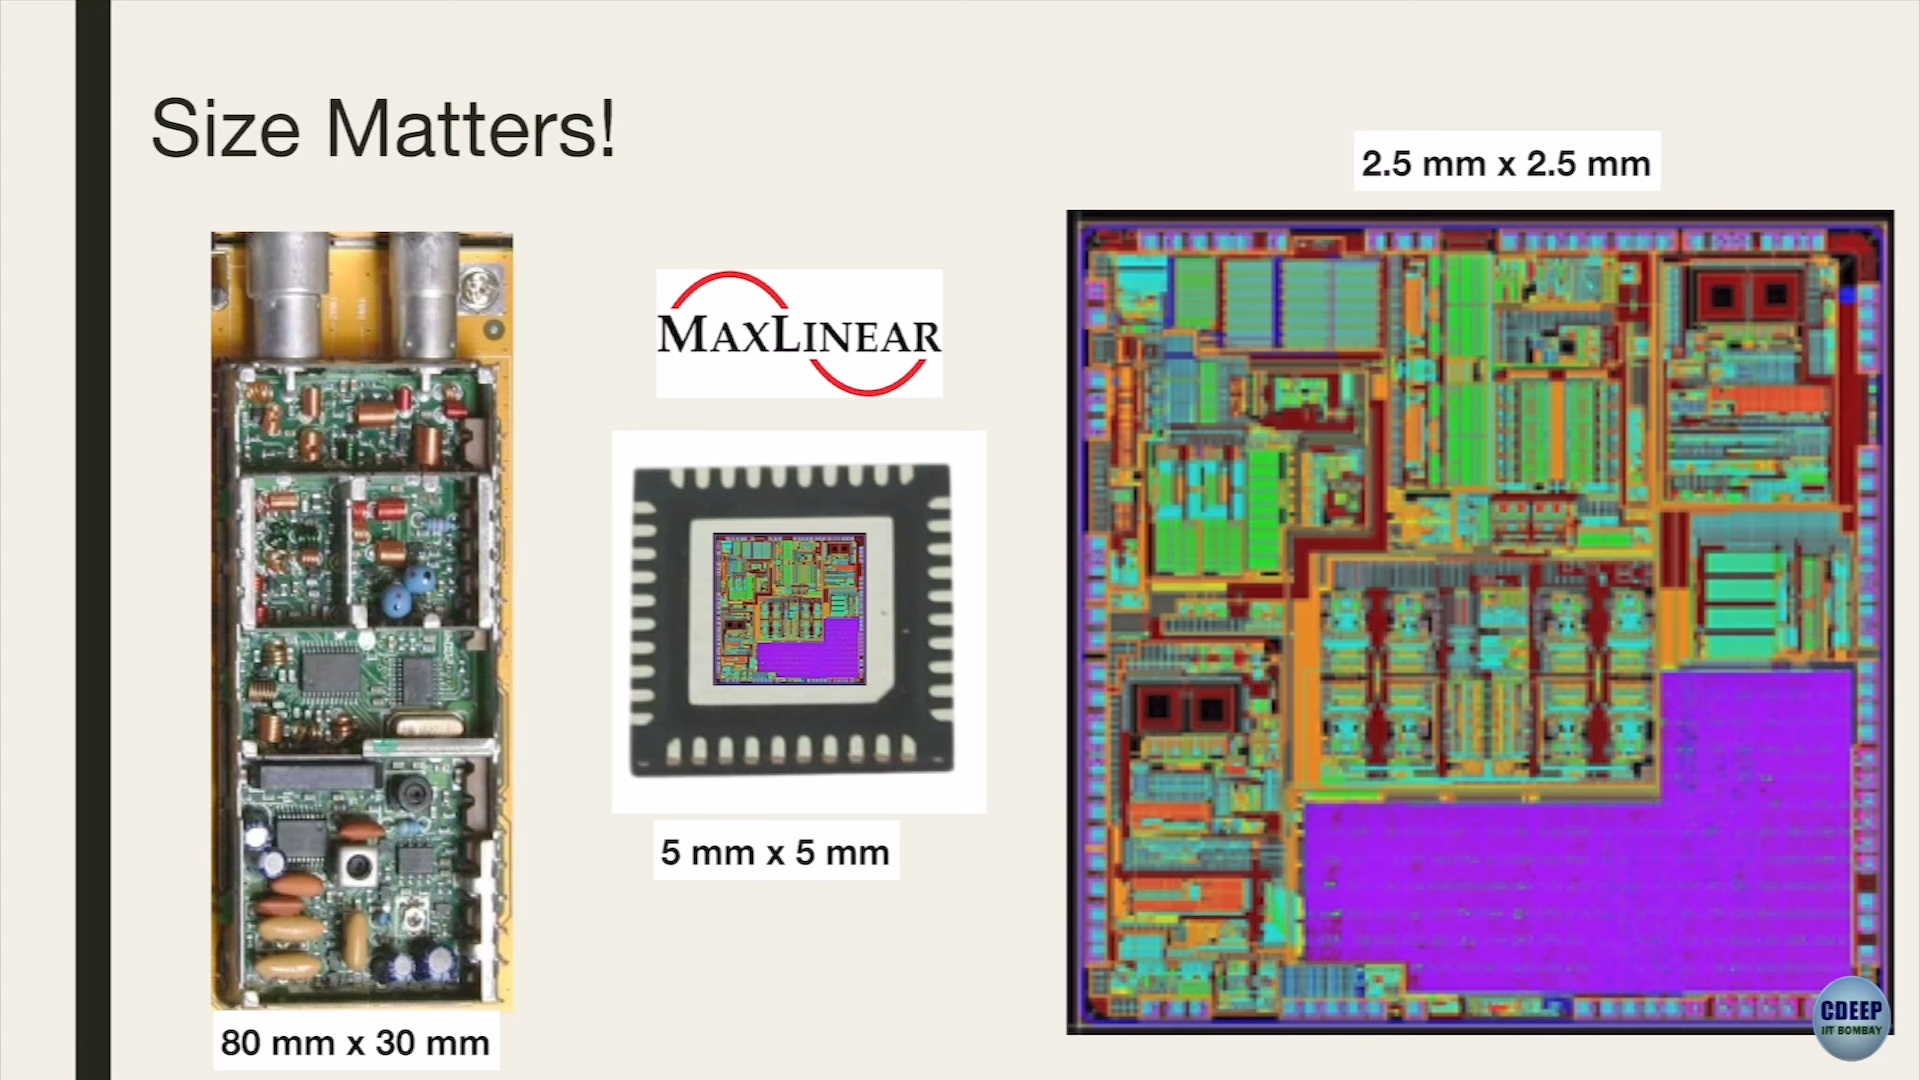 Size Matters!
2.5 mm x 2.5 mm
MAXLINEAR
5 mm x 5 mm
80 mm x 30 mm
CDEEP
IIT BOMBAY